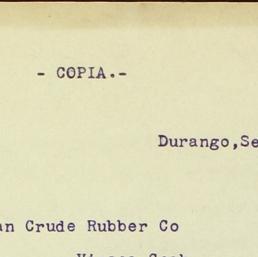 - COPIA.-
Durango,Se
an Crude Rubber Co